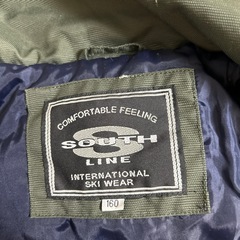 COMFORTABLE FEELING
SOUTH
LINE
INTERNATIONAL
SKI WEAR
160